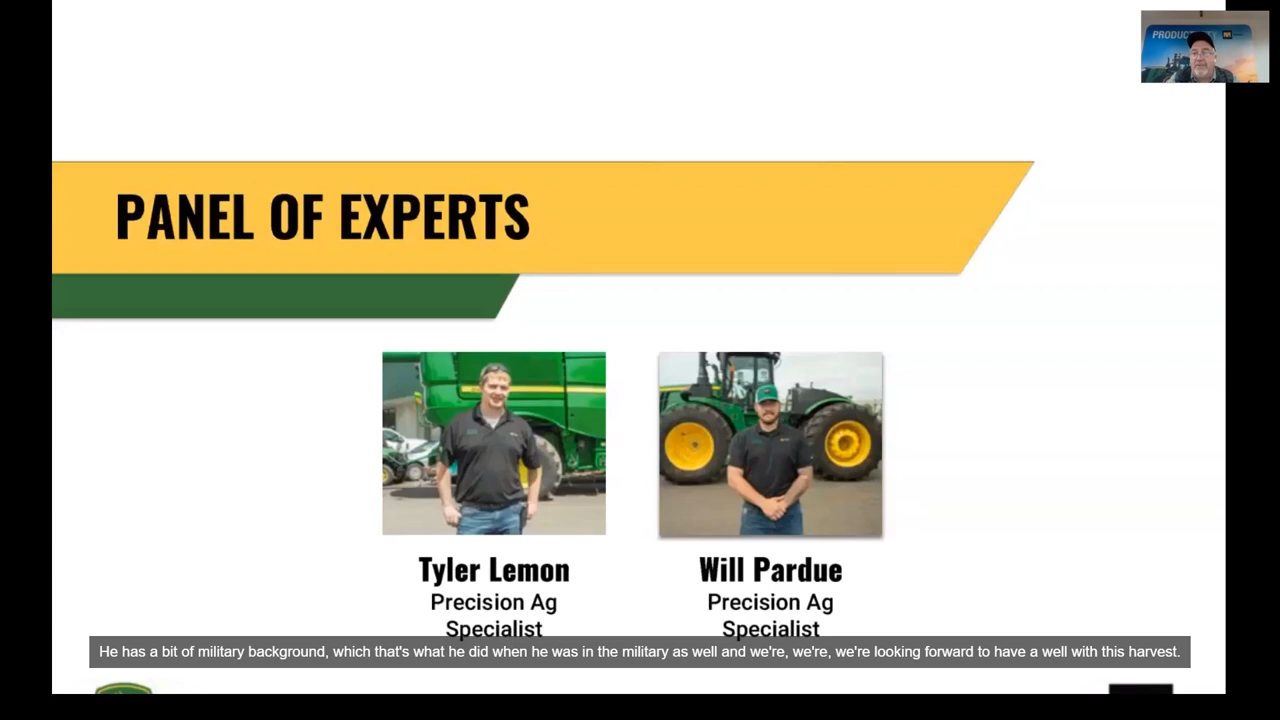 PANEL OF EXPERTS
Tyler Lemon
Precision Ag
Specialist
Will Pardue
Precision Ag
Specialist
He has a bit of military background, which that's what he did when he was in the military as well and we're, we're, we're looking forward to have a well with this harvest.